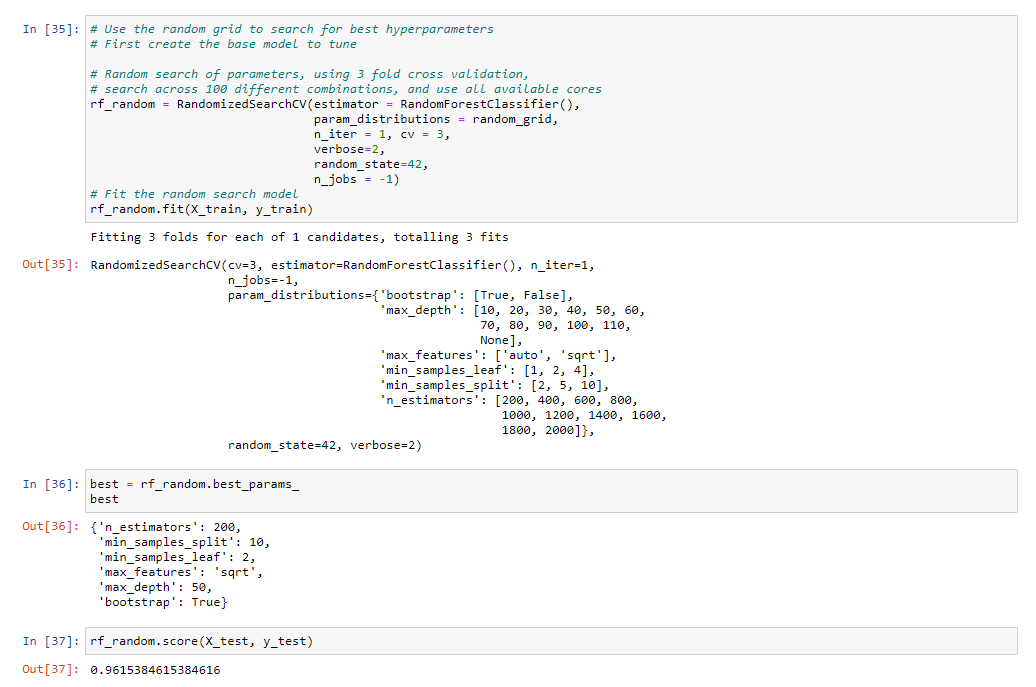 In [35]: # Use the random grid to search for best hyperparameters
# First create the base model to tune
# Random search of parameters, using 3 fold cross validation,
# search across 100 different combinations, and use all available cores
rf_random = RandomizedSearchCV(estimator = RandomForestClassifier(),
param_distributions = random_grid,
n_iter = 1, cv = 3,
verbose=2,
random_state=42,
n_jobs = -1)
# Fit the random search model
rf_random.fit(X_train, y_train)
Fitting 3 folds for each of 1 candidates, totalling 3 fits
Out[35]: RandomizedSearchCV(cv=3, estimator=RandomForestClassifier(), n_iter=1,
n_jobs=-1,
param_distributions={'bootstrap': [True, False],
'max_depth': [10, 20, 30, 40, 50, 60,
70, 80, 90, 100, 110,
None],
'max_features': ['auto', 'sqrt'],
'min_samples_leaf': [1, 2, 4],
'min_samples_split': [2, 5, 10],
'n_estimators': [200, 400, 600, 800,
1000, 1200, 1400, 1600,
1800, 2000]},
random_state=42, verbose=2)
In [36]: best = rf_random.best_params_
best
Out[36]: {'n_estimators': 200,
'min_samples_split': 10,
'min_samples_leaf': 2,
'max_features': 'sqrt',
'max_depth': 50,
'bootstrap': True}
In [37]: rf_random.score(X_test, y_test)
Out[37]: 0.9615384615384616